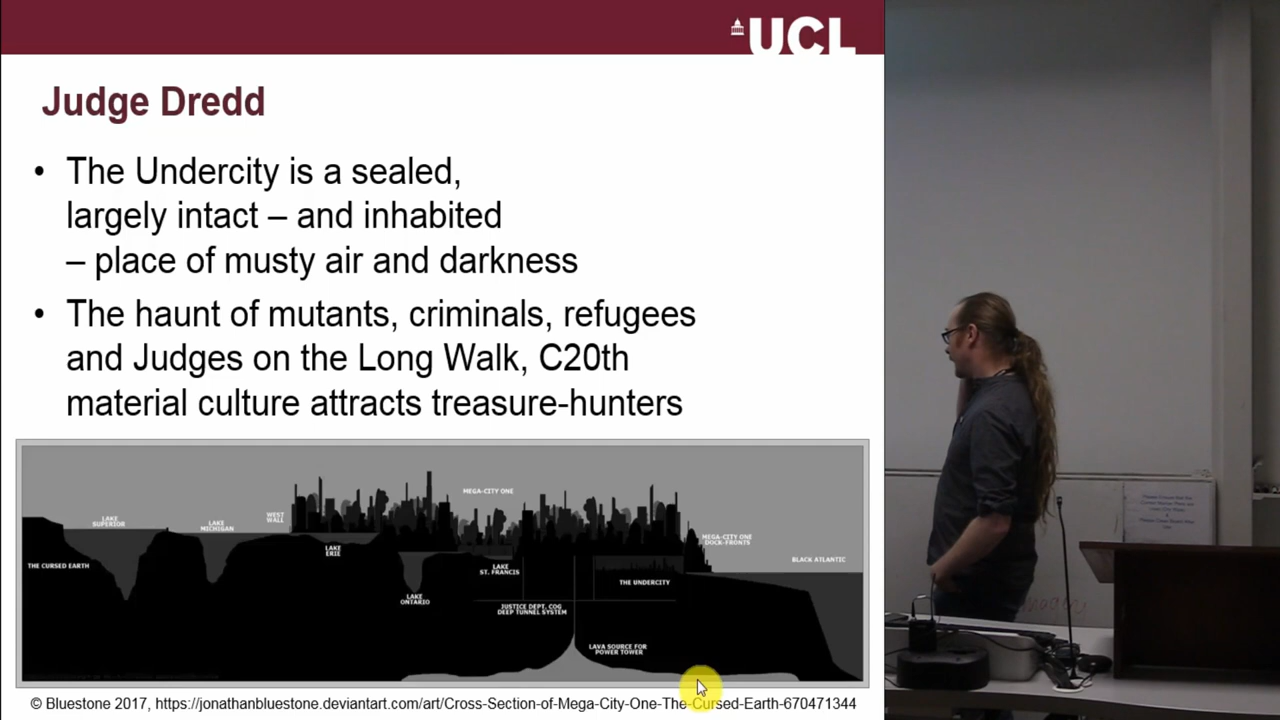 UCL
Judge Dredd
• The Undercity is a sealed,
largely intact – and inhabited
– place of musty air and darkness
• The haunt of mutants, criminals, refugees
and Judges on the Long Walk, C20th
material culture attracts treasure-hunters
MEGA-CITY ONE
LAKE
SUPERIOR
LAKE
MICHIGAN
WEST
WALL
LAKE
ERIE
MEGA-CITY ONE
DOCK-FRONTS
BLACK ATLANTIC
THE CURSED EARTH
LAKE
ST. FRANCIS
THE UNDERCITY
LAKE
ONTARIO
JUSTICE DEPT. COG
DEEP TUNNEL SYSTEM
LAVA SOURCE FOR
POWER TOWER
© Bluestone 2017, https://jonathanbluestone.deviantart.com/art/Cross-Section-of-Mega-City-One-The-Cursed-Earth-670471344